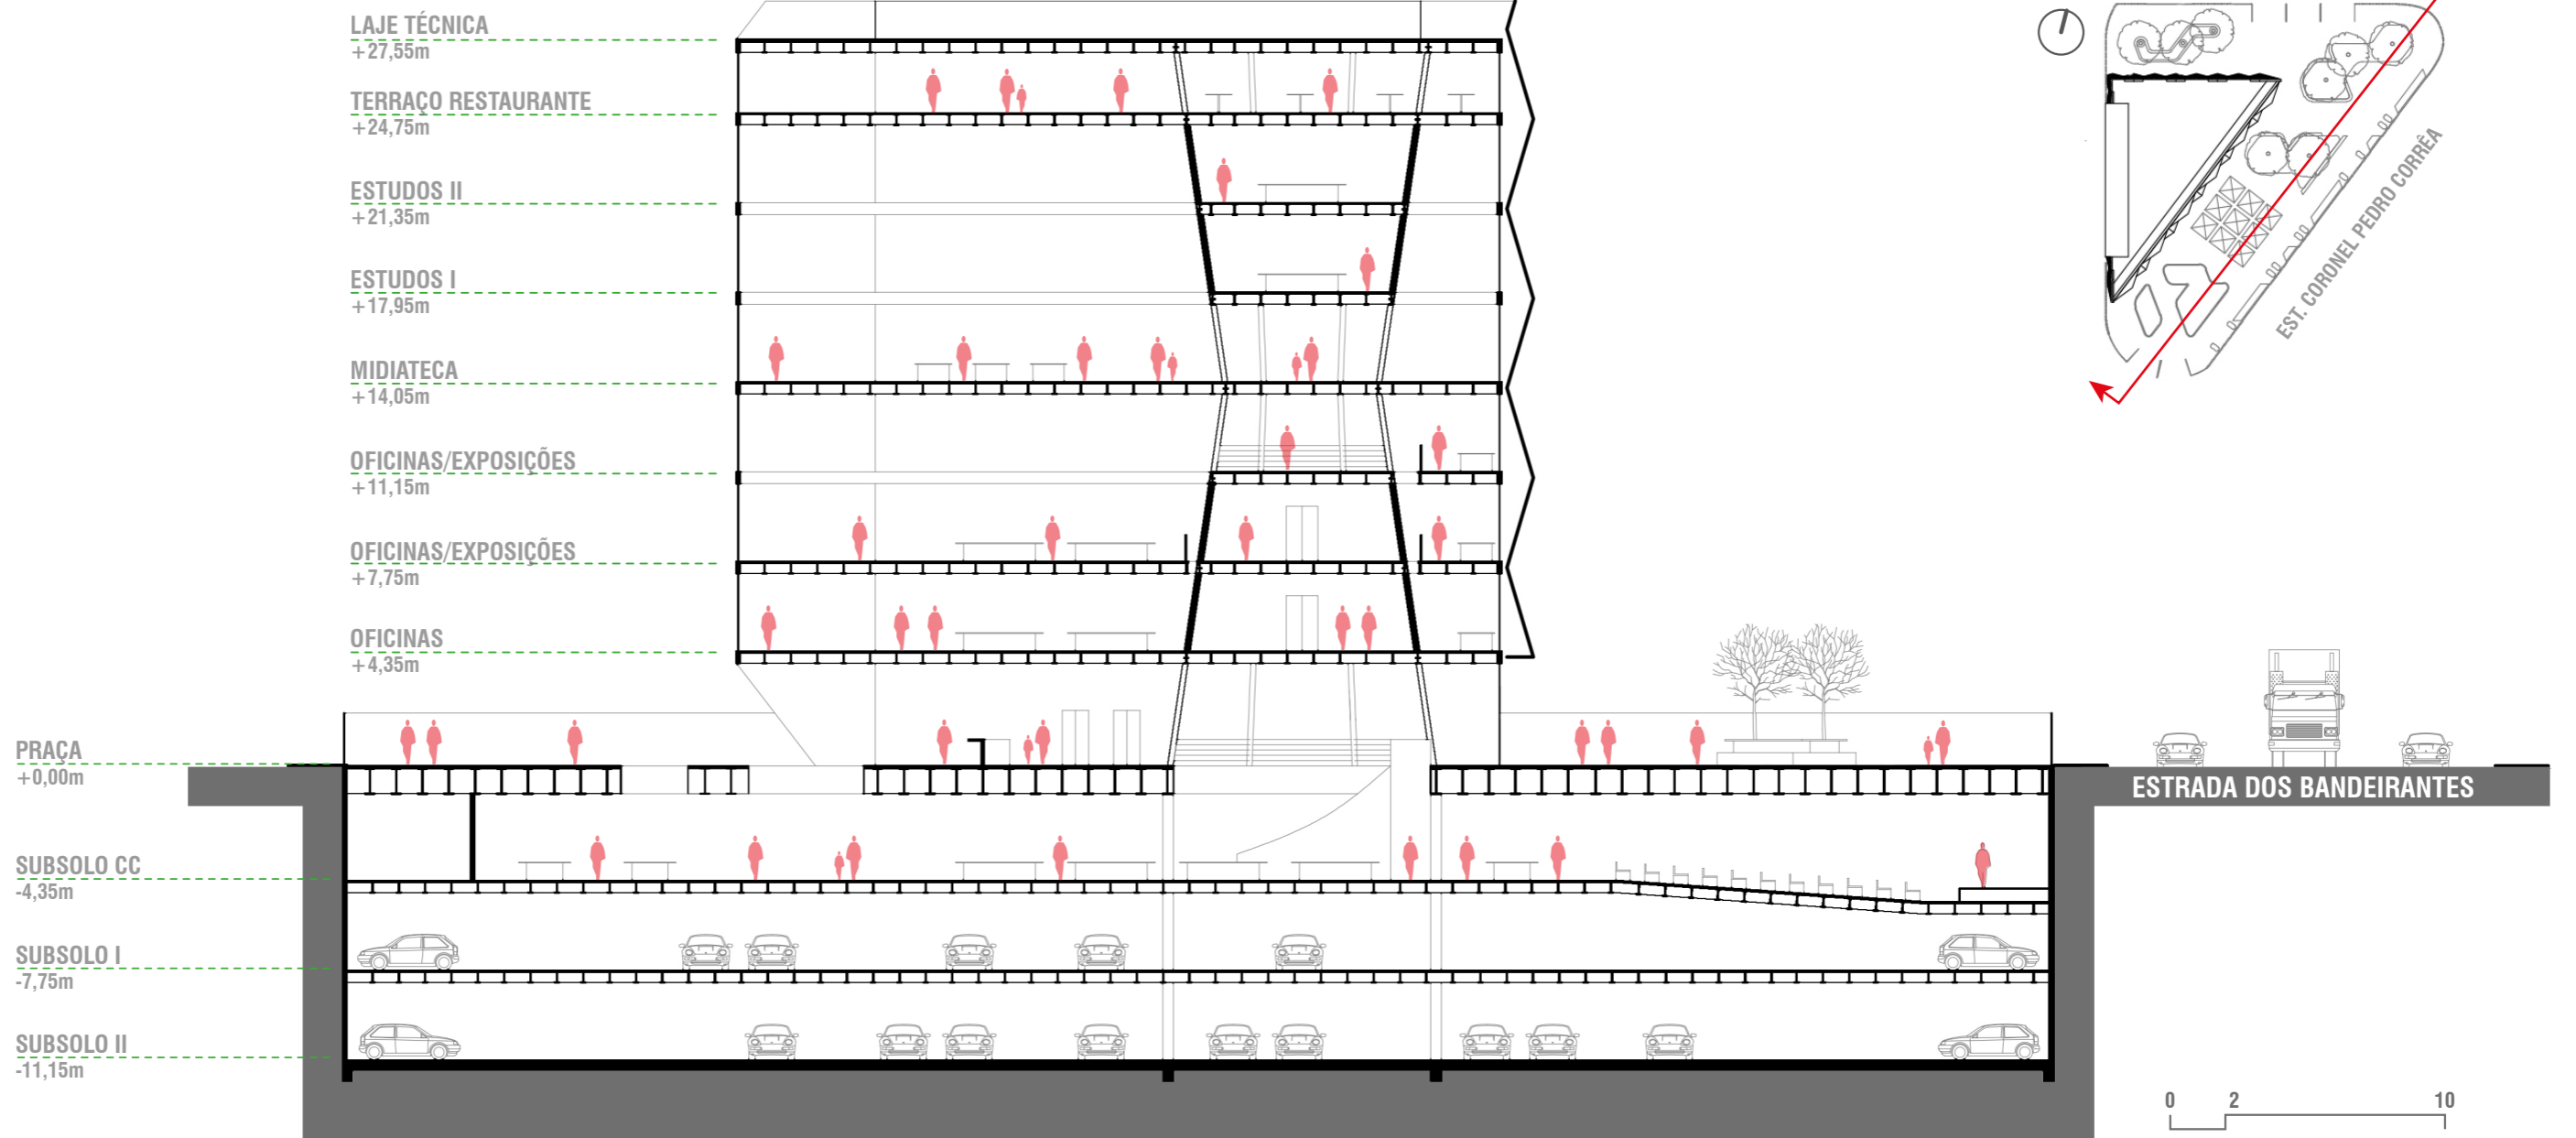 LAJE TÉCNICA
+27,55m
TERRAÇO RESTAURANTE
+24,75m
ESTUDOS II
+21,35m
ESTUDOS I
+17,95m
MIDIATECA
+14,05m
OFICINAS/EXPOSIÇÕES
+11,15m
OFICINAS/EXPOSIÇÕES
+7,75m
OFICINAS
+4,35m
PRAÇA
+0,00m
SUBSOLO CC
-4,35m
SUBSOLO I
-7,75m
SUBSOLO II
-11,15m
EST. CORONEL PEDRO CORRÊA
ESTRADA DOS BANDEIRANTES
0 2 10